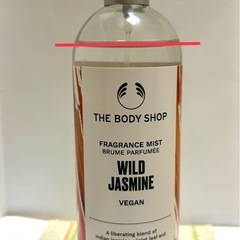 THE BODY SHOP
FRAGRANCE MIST
BRUME PARFUMÉE
WILD
JASMINE
VEGAN
A liberating blend of